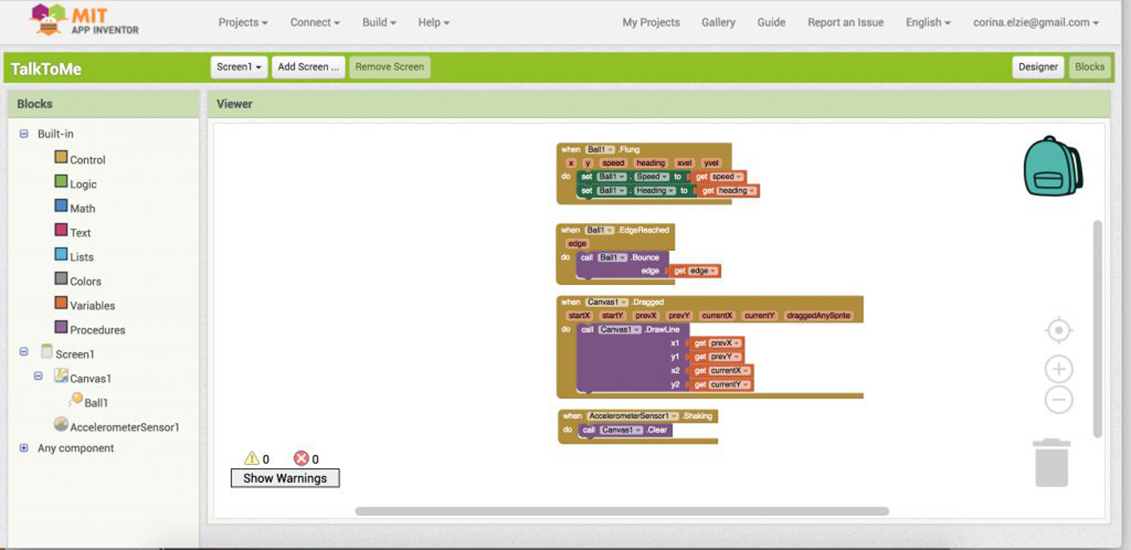 MIT
APP INVENTOR
Projects Connect Build Help My Projects Gallery Guide Report an Issue English corina.elzie@gmail.com
TalkToMe Screen1 Add Screen ... Remove Screen Designer Blocks
Blocks
Built-in
Control
Logic
Math
Text
Lists
Colors
Variables
Procedures
Screen1
Canvas1
Ball1
AccelerometerSensor1
Any component
Viewer
when Ball1 .Flung
x y speed heading xvel yvel
do set Ball1 . Speed to get speed
set Ball1 . Heading to get heading
when Ball1 .EdgeReached
edge
do call Ball1 .Bounce
edge get edge
when Canvas1 .Dragged
startX startY prevX prevY currentX currentY draggedAnySprite
do call Canvas1 .DrawLine
x1 get prevX
y1 get prevY
x2 get currentX
y2 get currentY
when AccelerometerSensor1 .Shaking
do call Canvas1 .Clear
0 0
Show Warnings